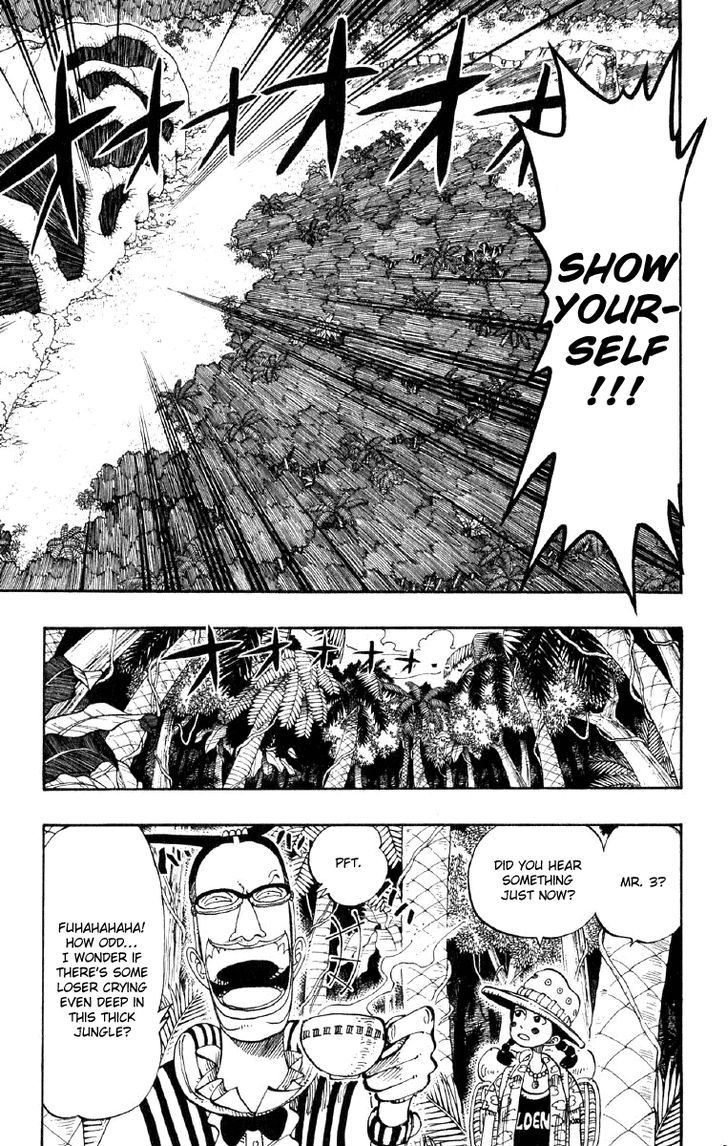 SHOW
YOUR-
SELF
!!!
オオオオオオオ
オオオオオ
MR. 3?
DID YOU HEAR
SOMETHING
JUST NOW?
PFT.
FUHAHAHAHA!
HOW ODD...
I WONDER IF
THERE'S SOME
LOSER CRYING
EVEN DEEP IN
THIS THICK
JUNGLE?
LDEN